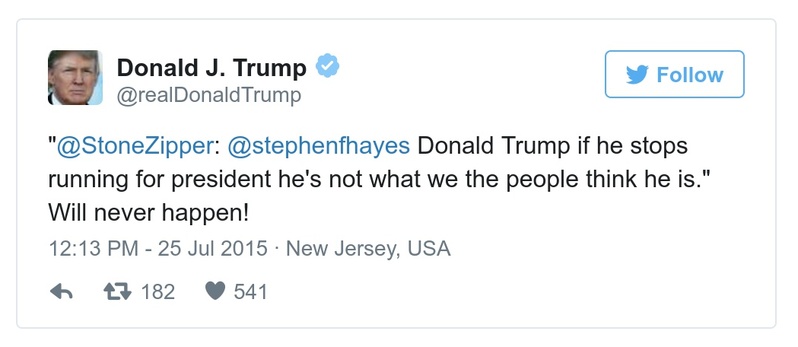 Donald J. Trump
@realDonaldTrump
Follow
"@StoneZipper: @stephenfhayes Donald Trump if he stops
running for president he's not what we the people think he is."
Will never happen!
12:13 PM - 25 Jul 2015 · New Jersey, USA
182 541